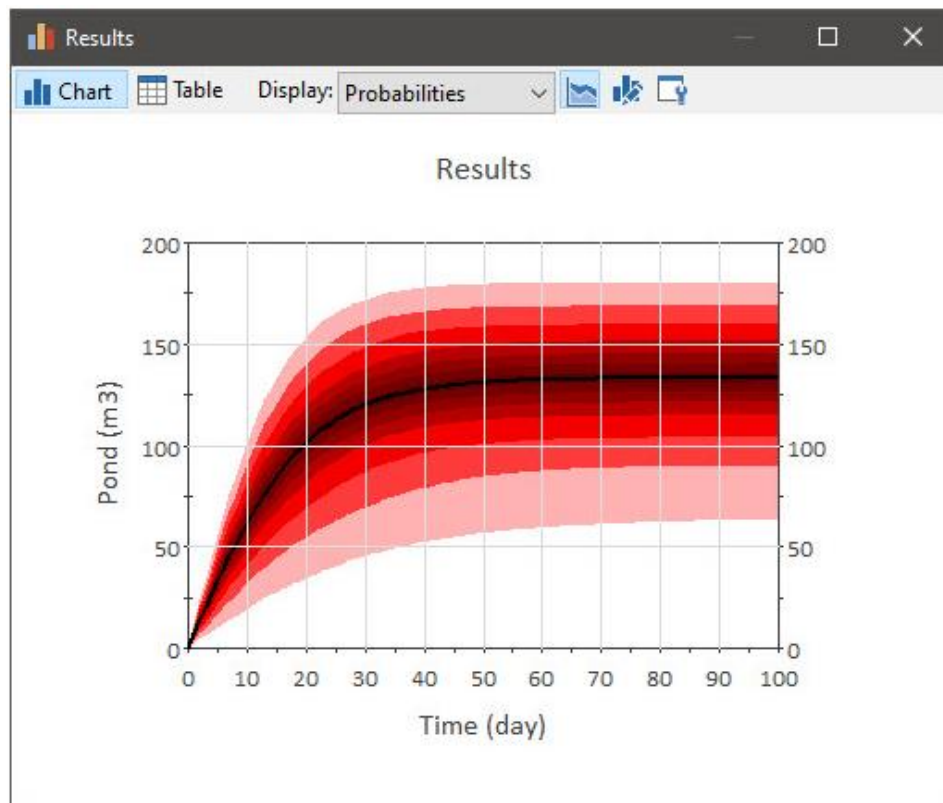 Results
Chart Table Display: Probabilities
Results
200 200
150 150
Pond (m3)
100 100
50 50
0 0
0 10 20 30 40 50 60 70 80 90 100
Time (day)